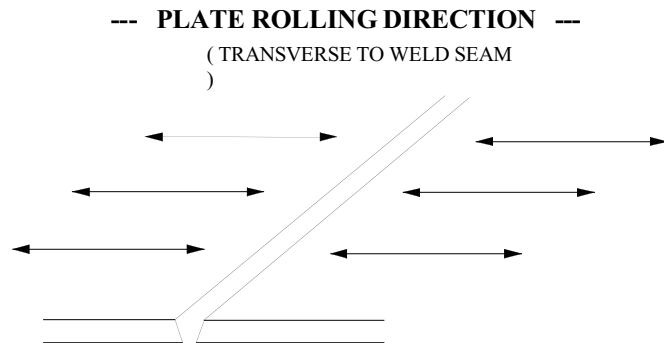 --- PLATE ROLLING DIRECTION ---
( TRANSVERSE TO WELD SEAM
)